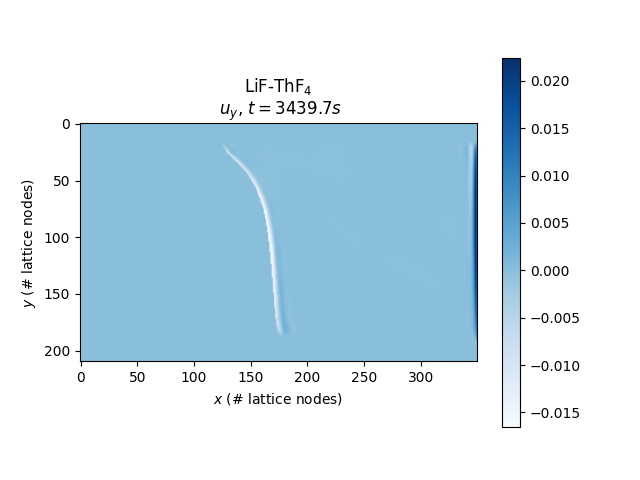 LiF-ThF₄
u_y, t = 3439.7s
0
50
100
150
200
y (# lattice nodes)
0 50 100 150 200 250 300
x (# lattice nodes)
0.020
0.015
0.010
0.005
0.000
−0.005
−0.010
−0.015